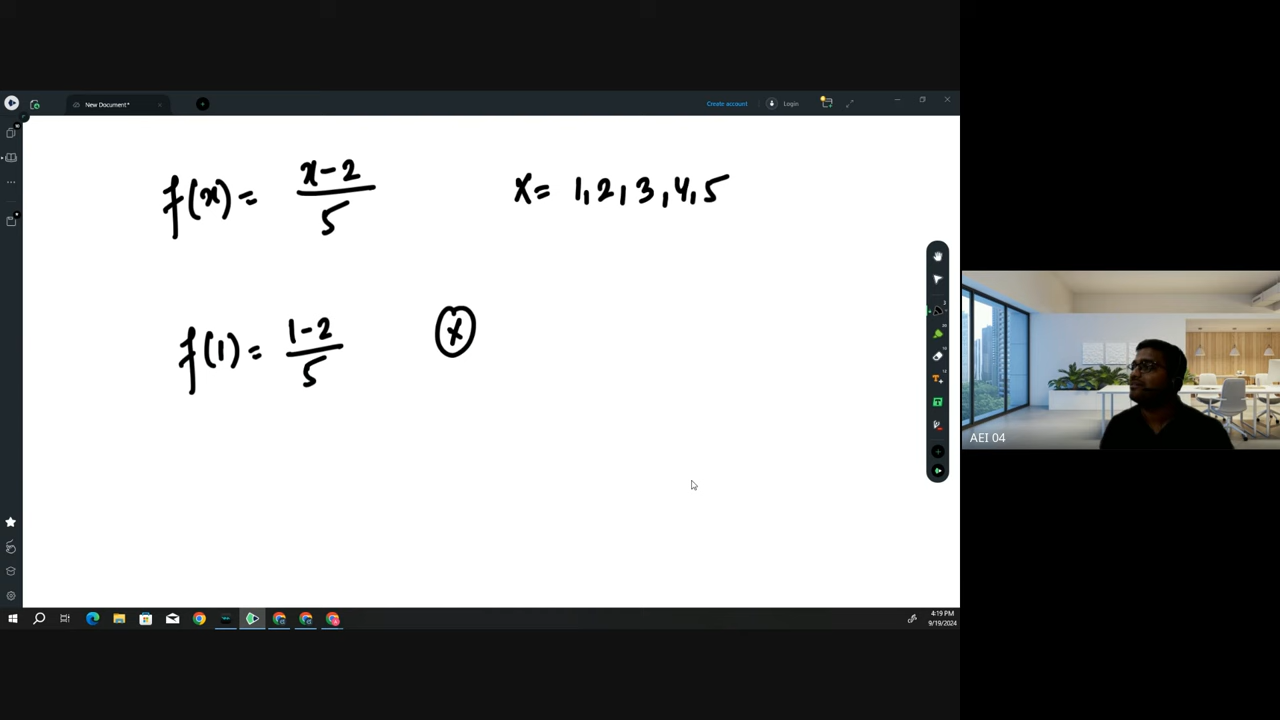 New Document*
Create account
Login
f(x) = x-2 / 5
x = 1, 2, 3, 4, 5
f(1) = 1-2 / 5
x
AEI 04
4:19 PM
9/19/2024